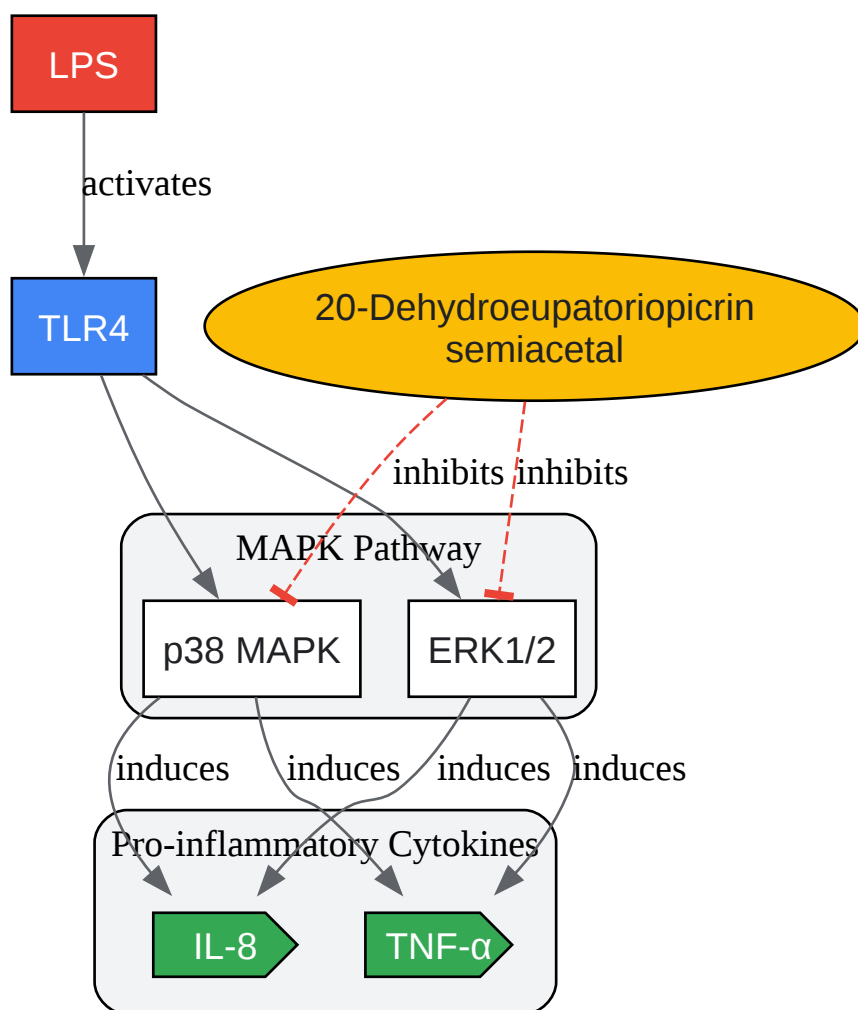 LPS
activates
TLR4
20-Dehydroeupatoriopicrin
semiacetal
inhibits
inhibits
MAPK Pathway
p38 MAPK
ERK1/2
induces
induces
induces
induces
Pro-inflammatory Cytokines
IL-8
TNF-α